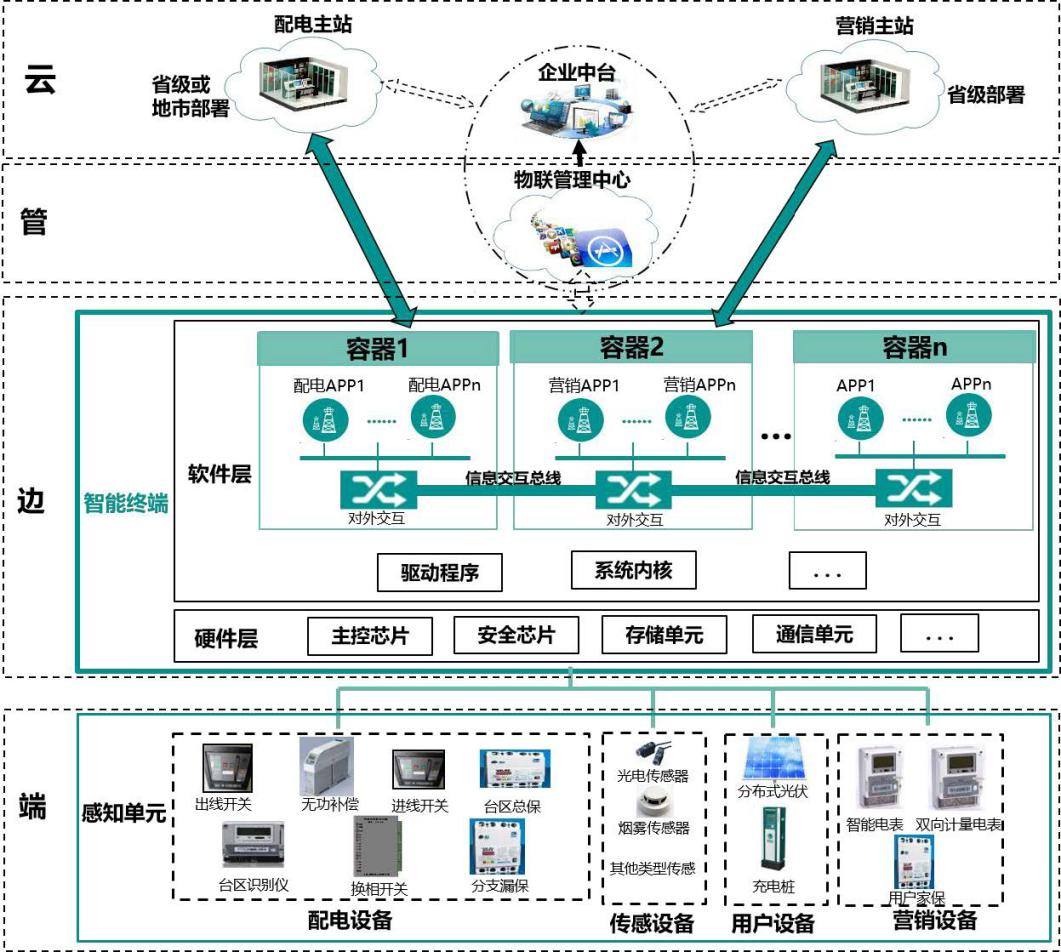 云
配电主站
营销主站
省级或
地市部署
企业中台
省级部署
管
物联管理中心
边
智能终端
软件层
容器1
容器2
容器n
配电APP1
配电APPn
营销APP1
营销APPn
APP1
APPn
......
......
......
...
信息交互总线
信息交互总线
对外交互
对外交互
对外交互
驱动程序
系统内核
...
硬件层
主控芯片
安全芯片
存储单元
通信单元
...
端
感知单元
出线开关
无功补偿
进线开关
台区总保
台区识别仪
换相开关
分支漏保
配电设备
光电传感器
烟雾传感器
其他类型传感
传感设备
分布式光伏
充电桩
用户设备
智能电表
双向计量电表
用户家保
营销设备